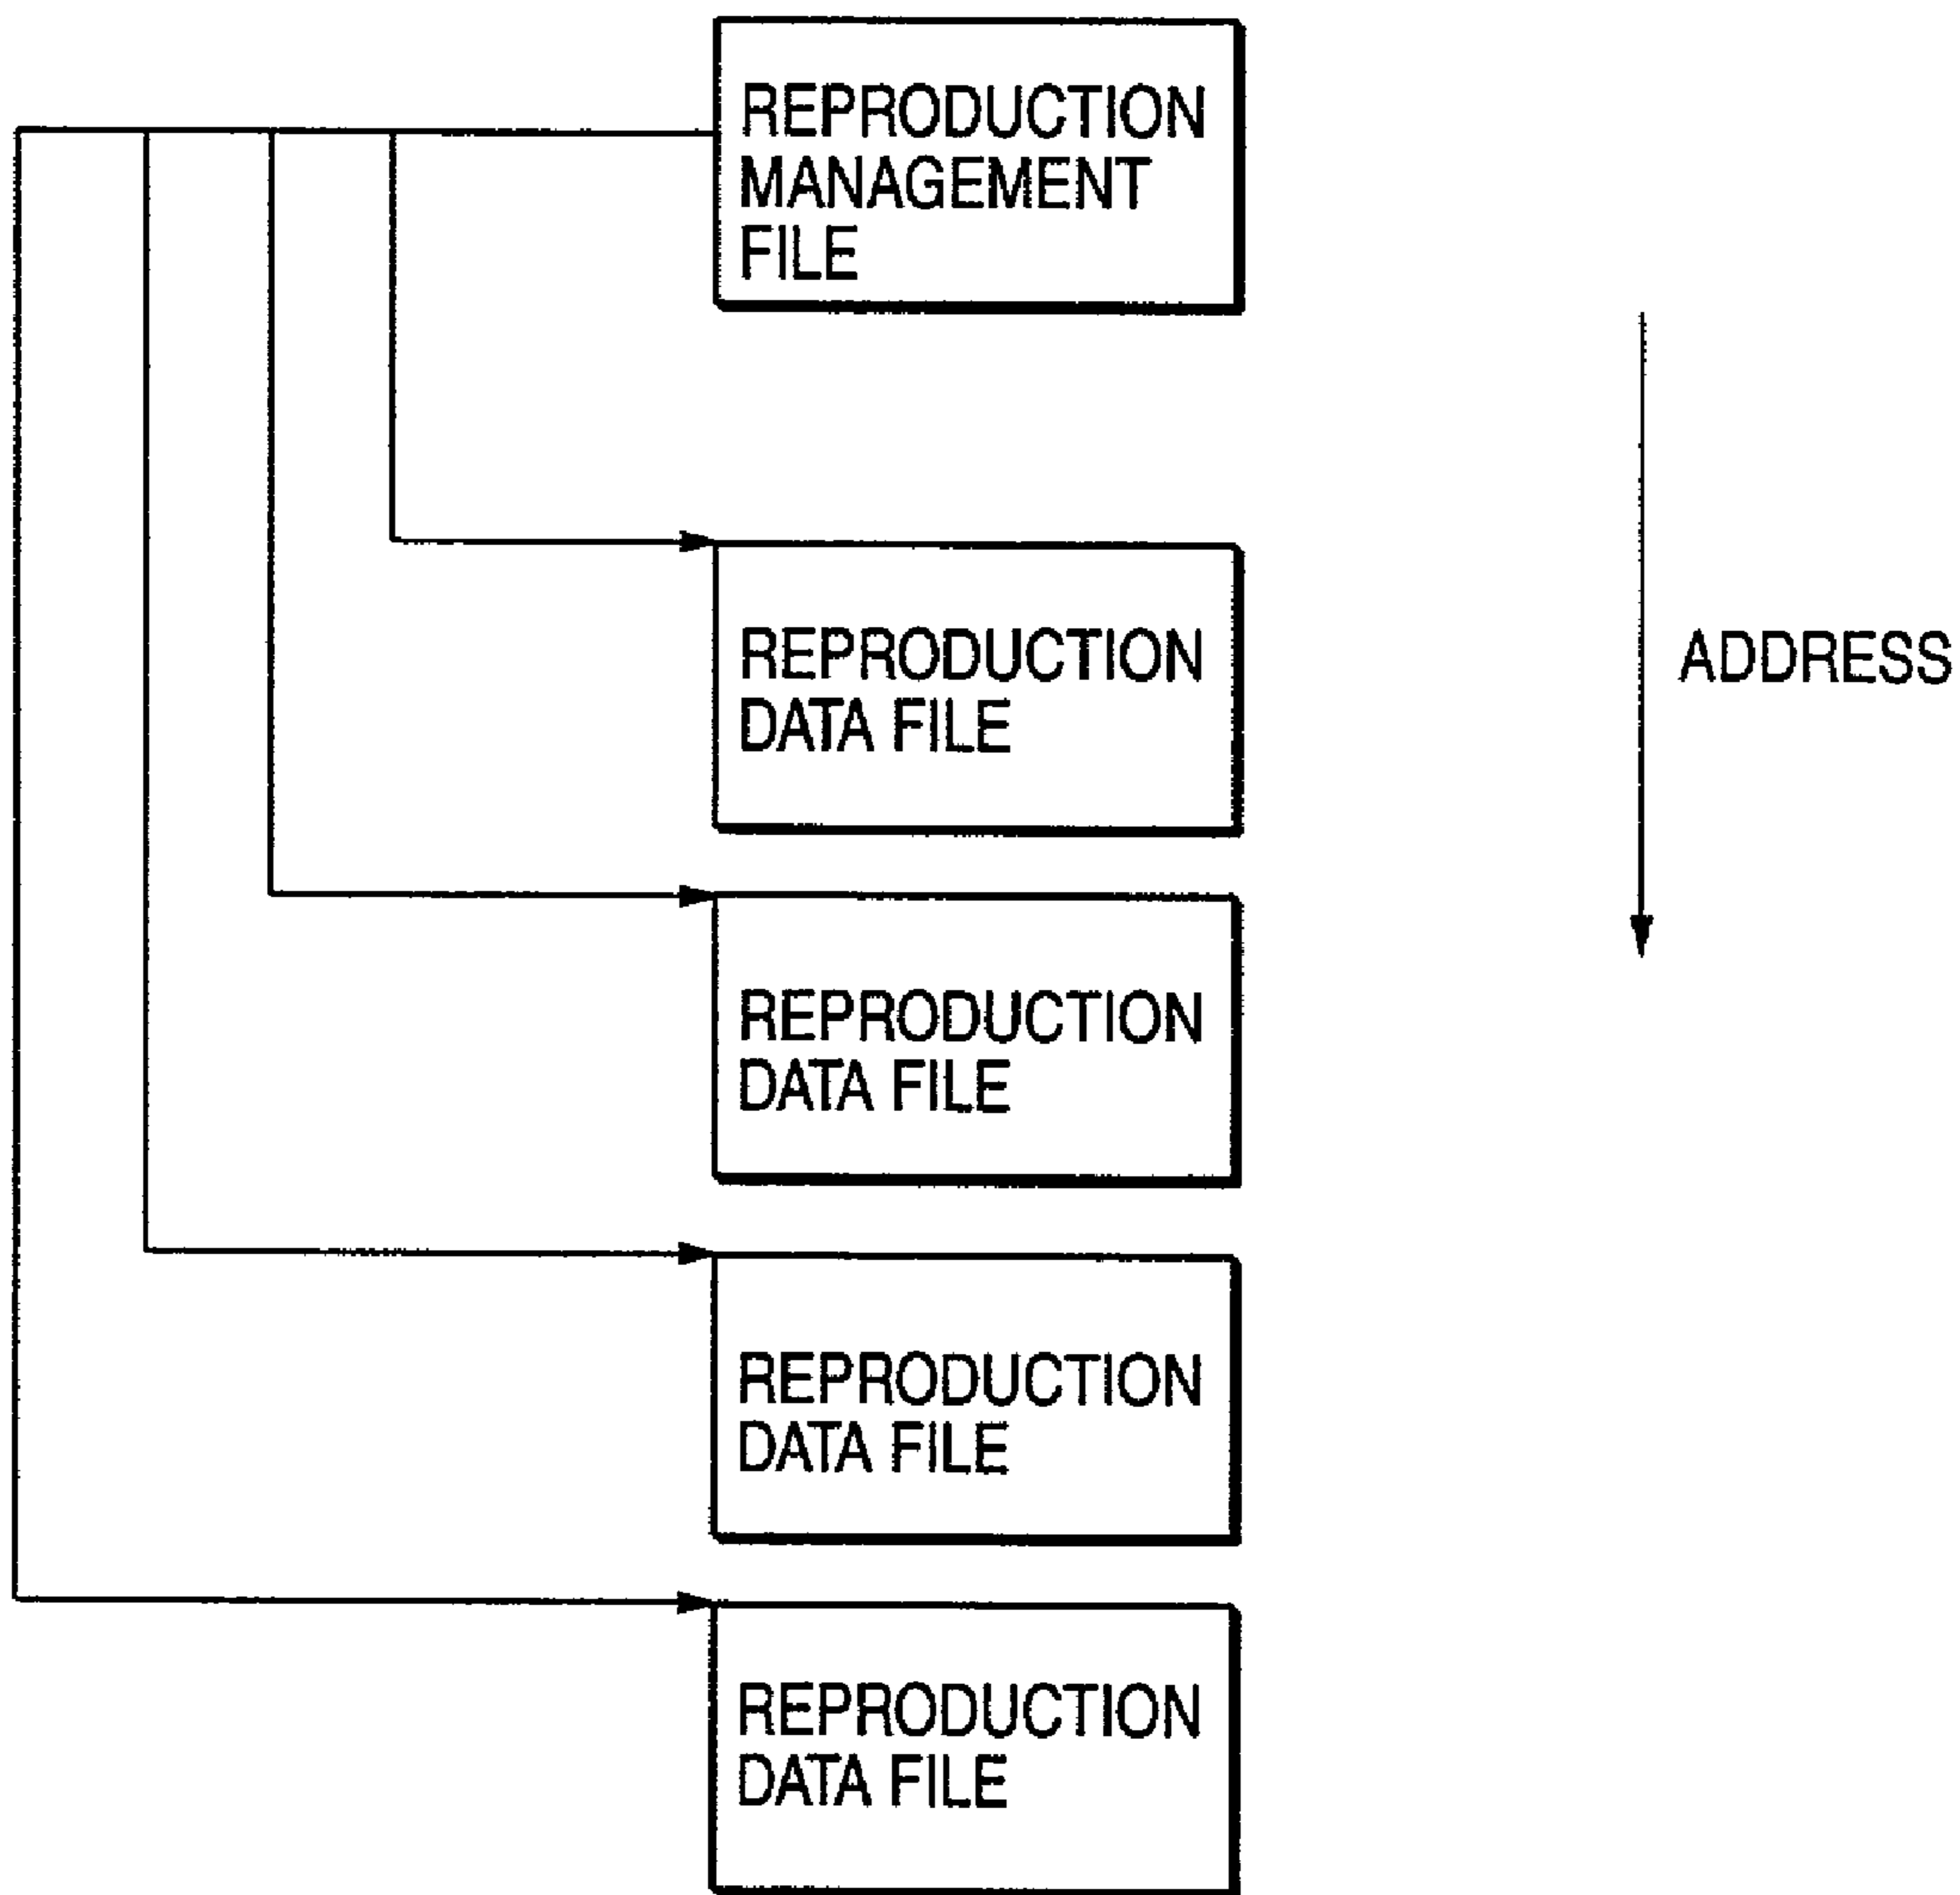 REPRODUCTION
MANAGEMENT
FILE
REPRODUCTION
DATA FILE
ADDRESS
REPRODUCTION
DATA FILE
REPRODUCTION
DATA FILE
REPRODUCTION
DATA FILE